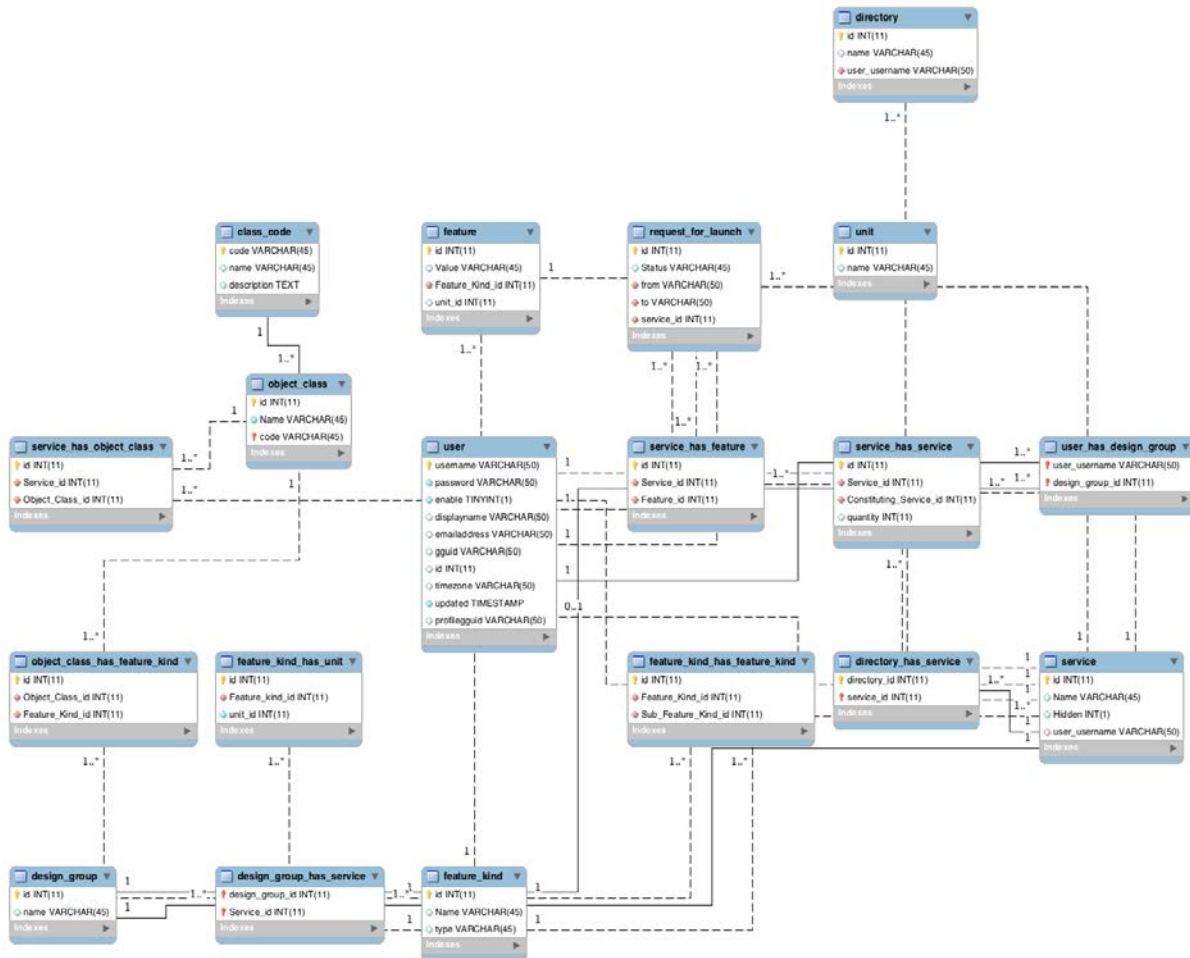 directory
id INT(11)
name VARCHAR(45)
user_username VARCHAR(50)
Indexes
1..*
class_code
code VARCHAR(45)
name VARCHAR(45)
description TEXT
Indexes
feature
id INT(11)
Value VARCHAR(45)
Feature_Kind_id INT(11)
unit_id INT(11)
Indexes
request_for_launch
id INT(11)
Status VARCHAR(45)
from VARCHAR(50)
to VARCHAR(50)
service_id INT(11)
Indexes
unit
id INT(11)
name VARCHAR(45)
Indexes
1
1..*
1
1..*
1..*
1..*
1..*
object_class
id INT(11)
Name VARCHAR(45)
code VARCHAR(45)
Indexes
1
1..*
1..*
1
service_has_object_class
id INT(11)
Service_id INT(11)
Object_Class_id INT(11)
Indexes
user
username VARCHAR(50)
password VARCHAR(50)
enable TINYINT(1)
displayname VARCHAR(50)
emailaddress VARCHAR(50)
gguid VARCHAR(50)
id INT(11)
timezone VARCHAR(50)
updated TIMESTAMP
profilegguid VARCHAR(50)
Indexes
1
1
1
1
0..1
1
service_has_feature
id INT(11)
Service_id INT(11)
Feature_id INT(11)
Indexes
1..*
1..*
service_has_service
id INT(11)
Service_id INT(11)
Constituting_Service_id INT(11)
quantity INT(11)
Indexes
1..*
1..*
1..*
1..*
user_has_design_group
user_username VARCHAR(50)
design_group_id INT(11)
Indexes
1
1
1..*
object_class_has_feature_kind
id INT(11)
Object_Class_id INT(11)
Feature_Kind_id INT(11)
Indexes
1..*
feature_kind_has_unit
id INT(11)
Feature_kind_id INT(11)
unit_id INT(11)
Indexes
1..*
feature_kind_has_feature_kind
id INT(11)
Feature_Kind_id INT(11)
Sub_Feature_Kind_id INT(11)
Indexes
1..*
1..*
directory_has_service
directory_id INT(11)
service_id INT(11)
Indexes
1
1..*
1
1..*
1
1
service
id INT(11)
Name VARCHAR(45)
Hidden INT(1)
user_username VARCHAR(50)
Indexes
design_group
id INT(11)
name VARCHAR(45)
Indexes
1
1
1..*
design_group_has_service
design_group_id INT(11)
Service_id INT(11)
Indexes
1
1..*
1
feature_kind
id INT(11)
Name VARCHAR(45)
type VARCHAR(45)
Indexes
1
1